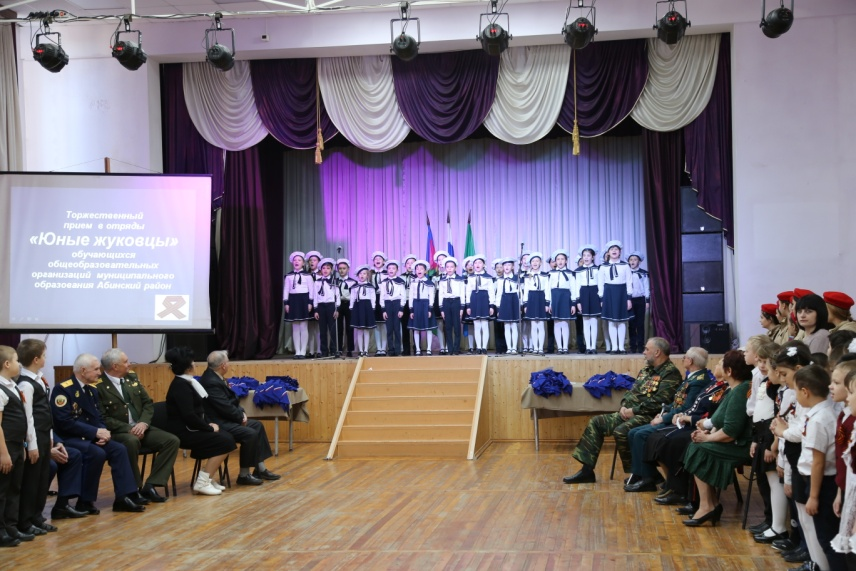 Торжественный
прием в отряды
«Юные жуковцы»
обучающихся
общеобразовательных
организаций муниципального
образования Абинский район